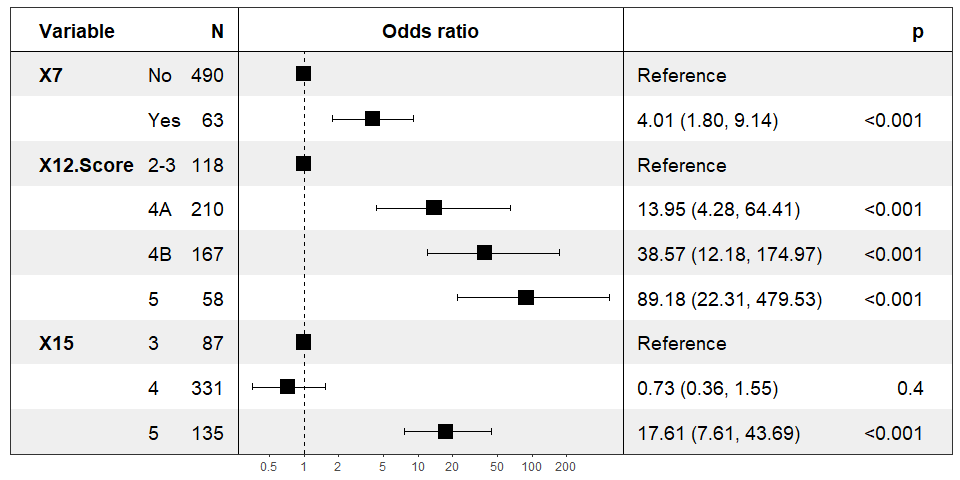 Variable N Odds ratio p
X7 No 490 Reference
Yes 63 4.01 (1.80, 9.14) <0.001
X12.Score 2-3 118 Reference
4A 210 13.95 (4.28, 64.41) <0.001
4B 167 38.57 (12.18, 174.97) <0.001
5 58 89.18 (22.31, 479.53) <0.001
X15 3 87 Reference
4 331 0.73 (0.36, 1.55) 0.4
5 135 17.61 (7.61, 43.69) <0.001
0.5 1 2 5 10 20 50 100 200